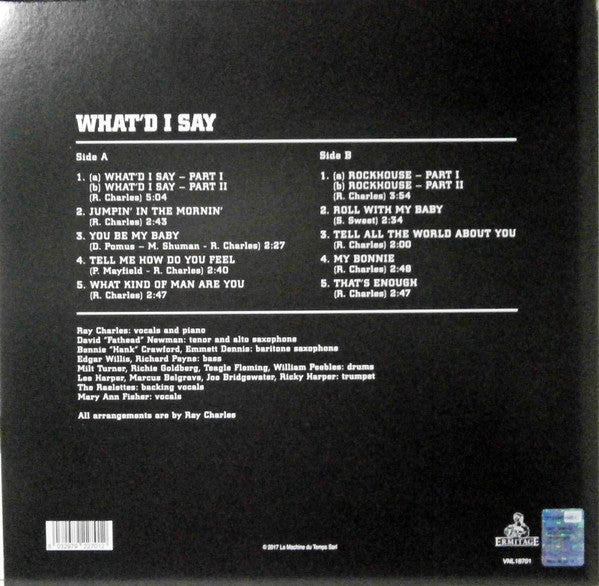 WHAT'D I SAY
Side A
1. (a) WHAT'D I SAY – PART I
(b) WHAT'D I SAY – PART II
(R. Charles) 5:04
2. JUMPIN' IN THE MORNIN'
(R. Charles) 2:43
3. YOU BE MY BABY
(D. Pomus – M. Shuman - R. Charles) 2:27
4. TELL ME HOW DO YOU FEEL
(P. Mayfield - R. Charles) 2:40
5. WHAT KIND OF MAN ARE YOU
(R. Charles) 2:47
Side B
1. (a) ROCKHOUSE – PART I
(b) ROCKHOUSE – PART II
(R. Charles) 3:54
2. ROLL WITH MY BABY
(S. Sweet) 2:34
3. TELL ALL THE WORLD ABOUT YOU
(R. Charles) 2:00
4. MY BONNIE
(R. Charles) 2:48
5. THAT'S ENOUGH
(R. Charles) 2:47
Ray Charles: vocals and piano
David "Fathead" Newman: tenor and alto saxophone
Bennie "Hank" Crawford, Emmett Dennis: baritone saxophone
Edgar Willis, Richard Payne: bass
Milt Turner, Richie Goldberg, Teagle Fleming, William Peebles: drums
Lee Harper, Marcus Belgrave, Joe Bridgewater, Ricky Harper: trumpet
The Raelettes: backing vocals
Mary Ann Fisher: vocals
All arrangements are by Ray Charles
8 032979 227012
© 2017 La Machine du Temps Sarl
ERMITAGE
VNL18701